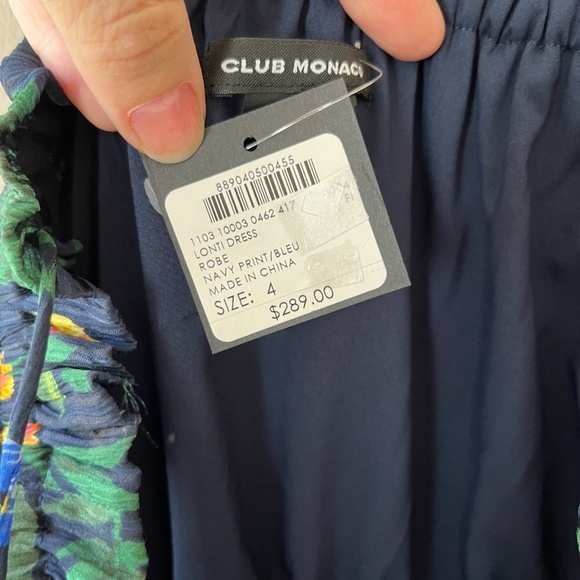 CLUB MONAC
889040500455
1103 10003 0462 417
LONTI DRESS
ROBE
NAVY PRINT/BLEU
MADE IN CHINA
SIZE: 4
$289.00